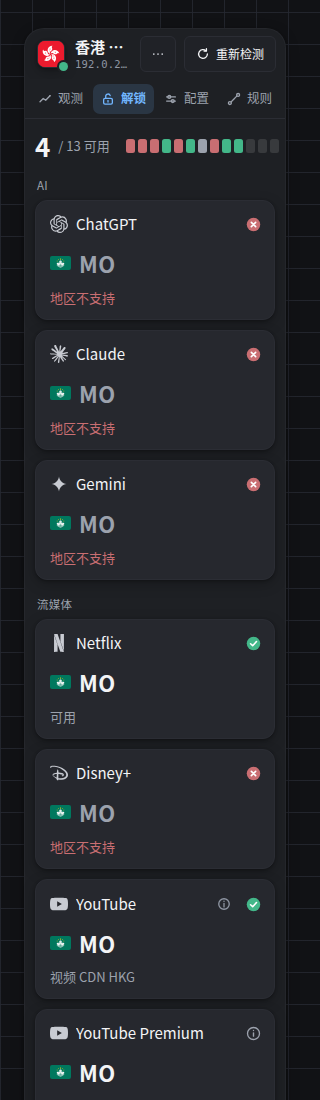 香港 ···
192.0.2…
···
重新检测
观测
解锁
配置
规则
4 / 13 可用
AI
ChatGPT
MO
地区不支持
Claude
MO
地区不支持
Gemini
MO
地区不支持
流媒体
Netflix
MO
可用
Disney+
MO
地区不支持
YouTube
MO
视频 CDN HKG
YouTube Premium
MO